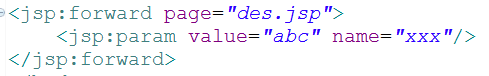 <jsp:forward page="des.jsp">
<jsp:param value="abc" name="xxx"/>
</jsp:forward>